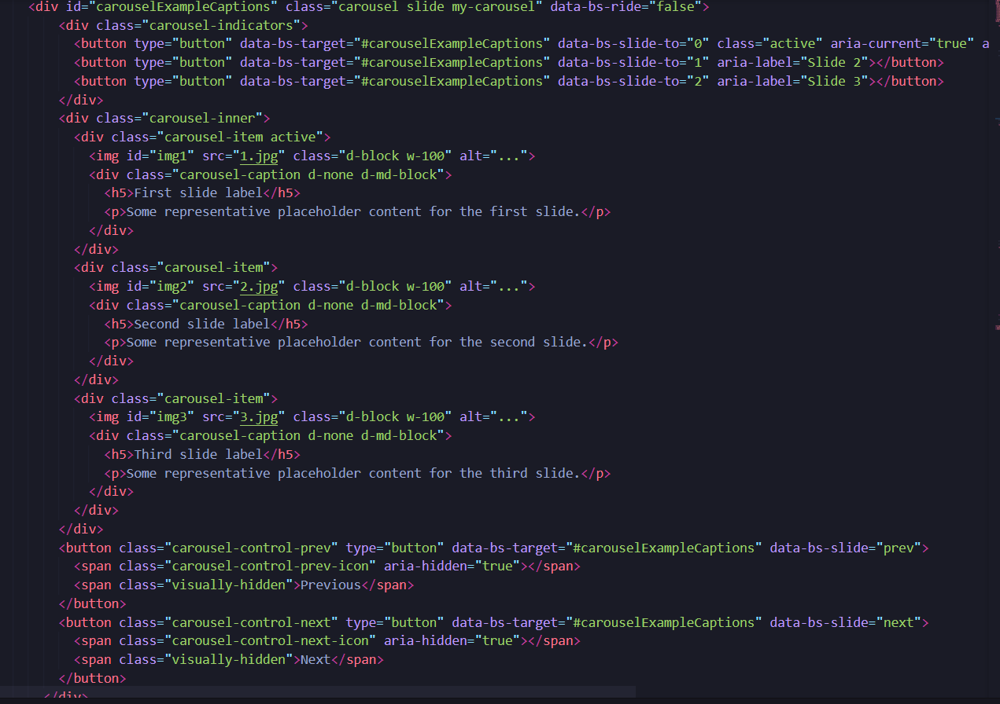 <div id="carouselExampleCaptions" class="carousel slide my-carousel" data-bs-ride="false">
<div class="carousel-indicators">
<button type="button" data-bs-target="#carouselExampleCaptions" data-bs-slide-to="0" class="active" aria-current="true" a
<button type="button" data-bs-target="#carouselExampleCaptions" data-bs-slide-to="1" aria-label="Slide 2"></button>
<button type="button" data-bs-target="#carouselExampleCaptions" data-bs-slide-to="2" aria-label="Slide 3"></button>
</div>
<div class="carousel-inner">
<div class="carousel-item active">
<img id="img1" src="1.jpg" class="d-block w-100" alt="...">
<div class="carousel-caption d-none d-md-block">
<h5>First slide label</h5>
<p>Some representative placeholder content for the first slide.</p>
</div>
</div>
<div class="carousel-item">
<img id="img2" src="2.jpg" class="d-block w-100" alt="...">
<div class="carousel-caption d-none d-md-block">
<h5>Second slide label</h5>
<p>Some representative placeholder content for the second slide.</p>
</div>
</div>
<div class="carousel-item">
<img id="img3" src="3.jpg" class="d-block w-100" alt="...">
<div class="carousel-caption d-none d-md-block">
<h5>Third slide label</h5>
<p>Some representative placeholder content for the third slide.</p>
</div>
</div>
</div>
<button class="carousel-control-prev" type="button" data-bs-target="#carouselExampleCaptions" data-bs-slide="prev">
<span class="carousel-control-prev-icon" aria-hidden="true"></span>
<span class="visually-hidden">Previous</span>
</button>
<button class="carousel-control-next" type="button" data-bs-target="#carouselExampleCaptions" data-bs-slide="next">
<span class="carousel-control-next-icon" aria-hidden="true"></span>
<span class="visually-hidden">Next</span>
</button>
</div>